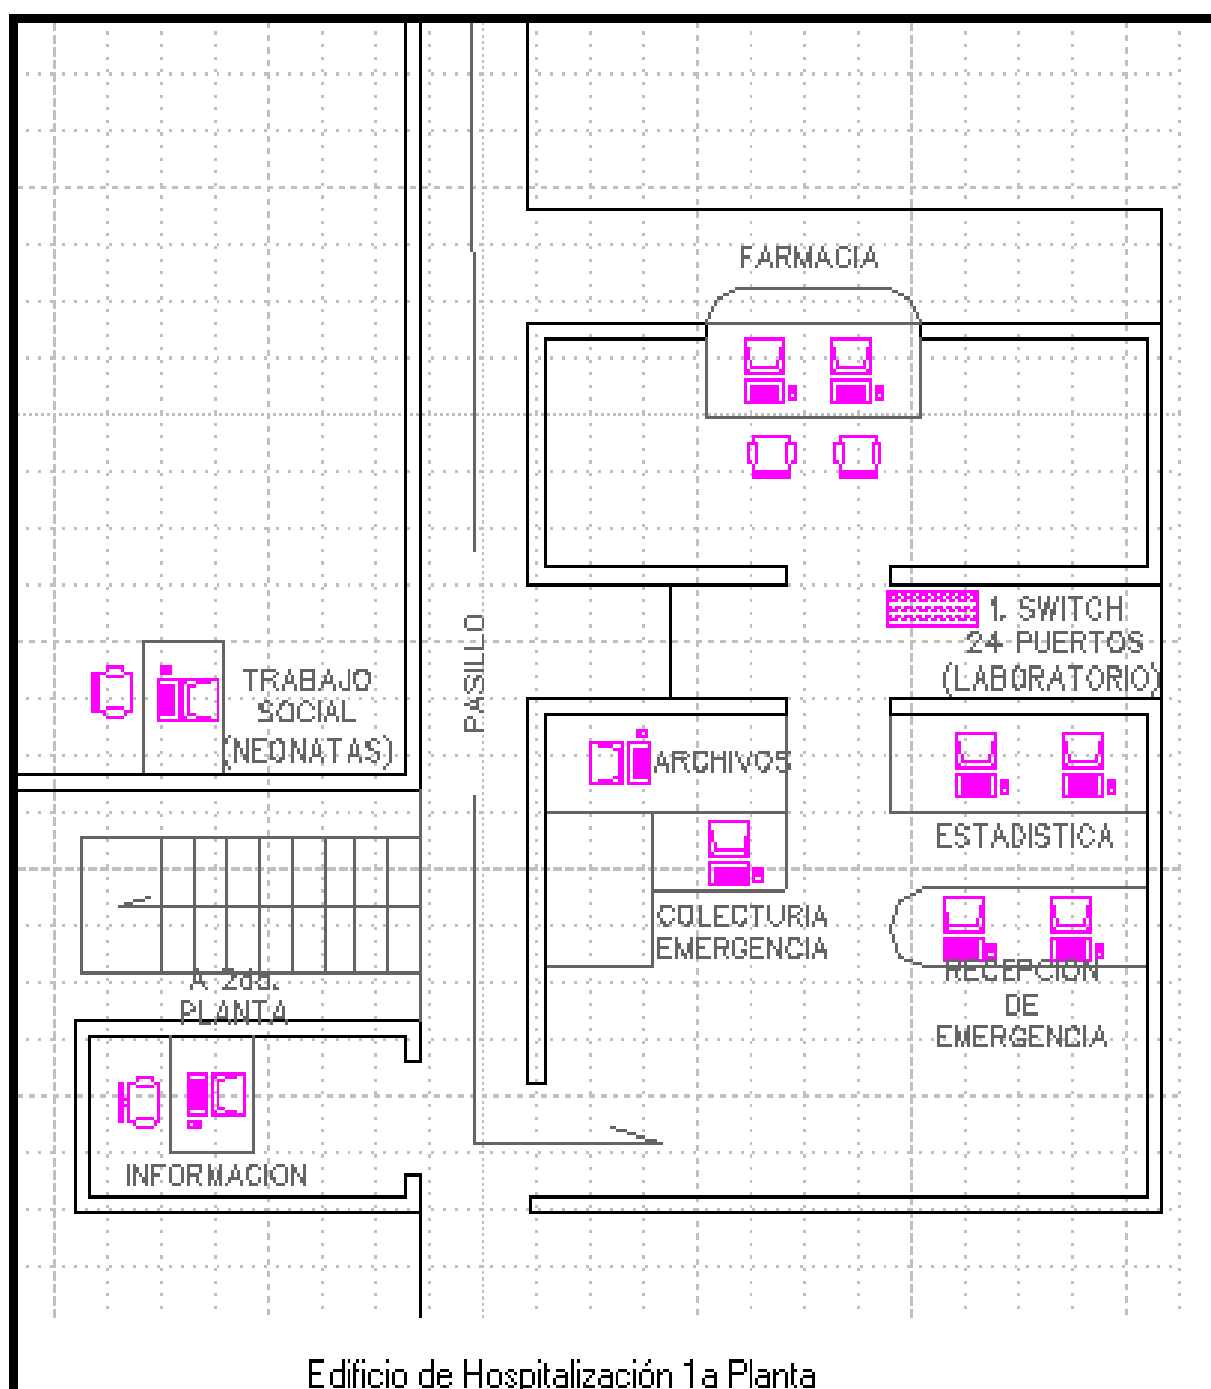 FARMACIA
1. SWITCH
24 PUERTOS
(LABORATORIO)
PASILLO
TRABAJO
SOCIAL
(NEONATAS)
ARCHIVOS
ESTADISTICA
COLECTURIA
EMERGENCIA
RECEPCION
DE
EMERGENCIA
A 2da.
PLANTA
INFORMACION
Edificio de Hospitalización 1a Planta